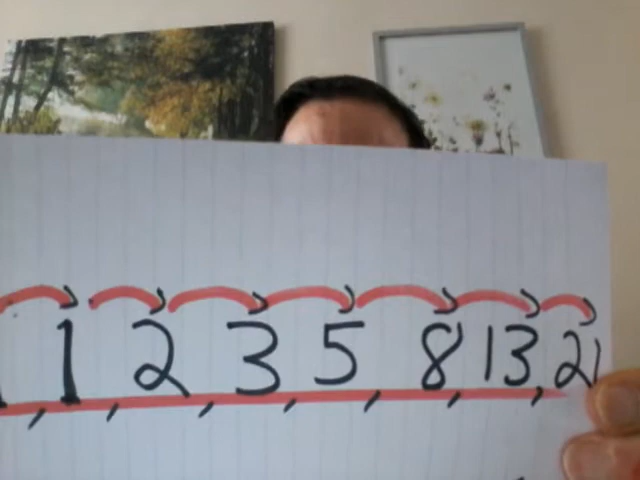 1, 1, 2, 3, 5, 8, 13, 21